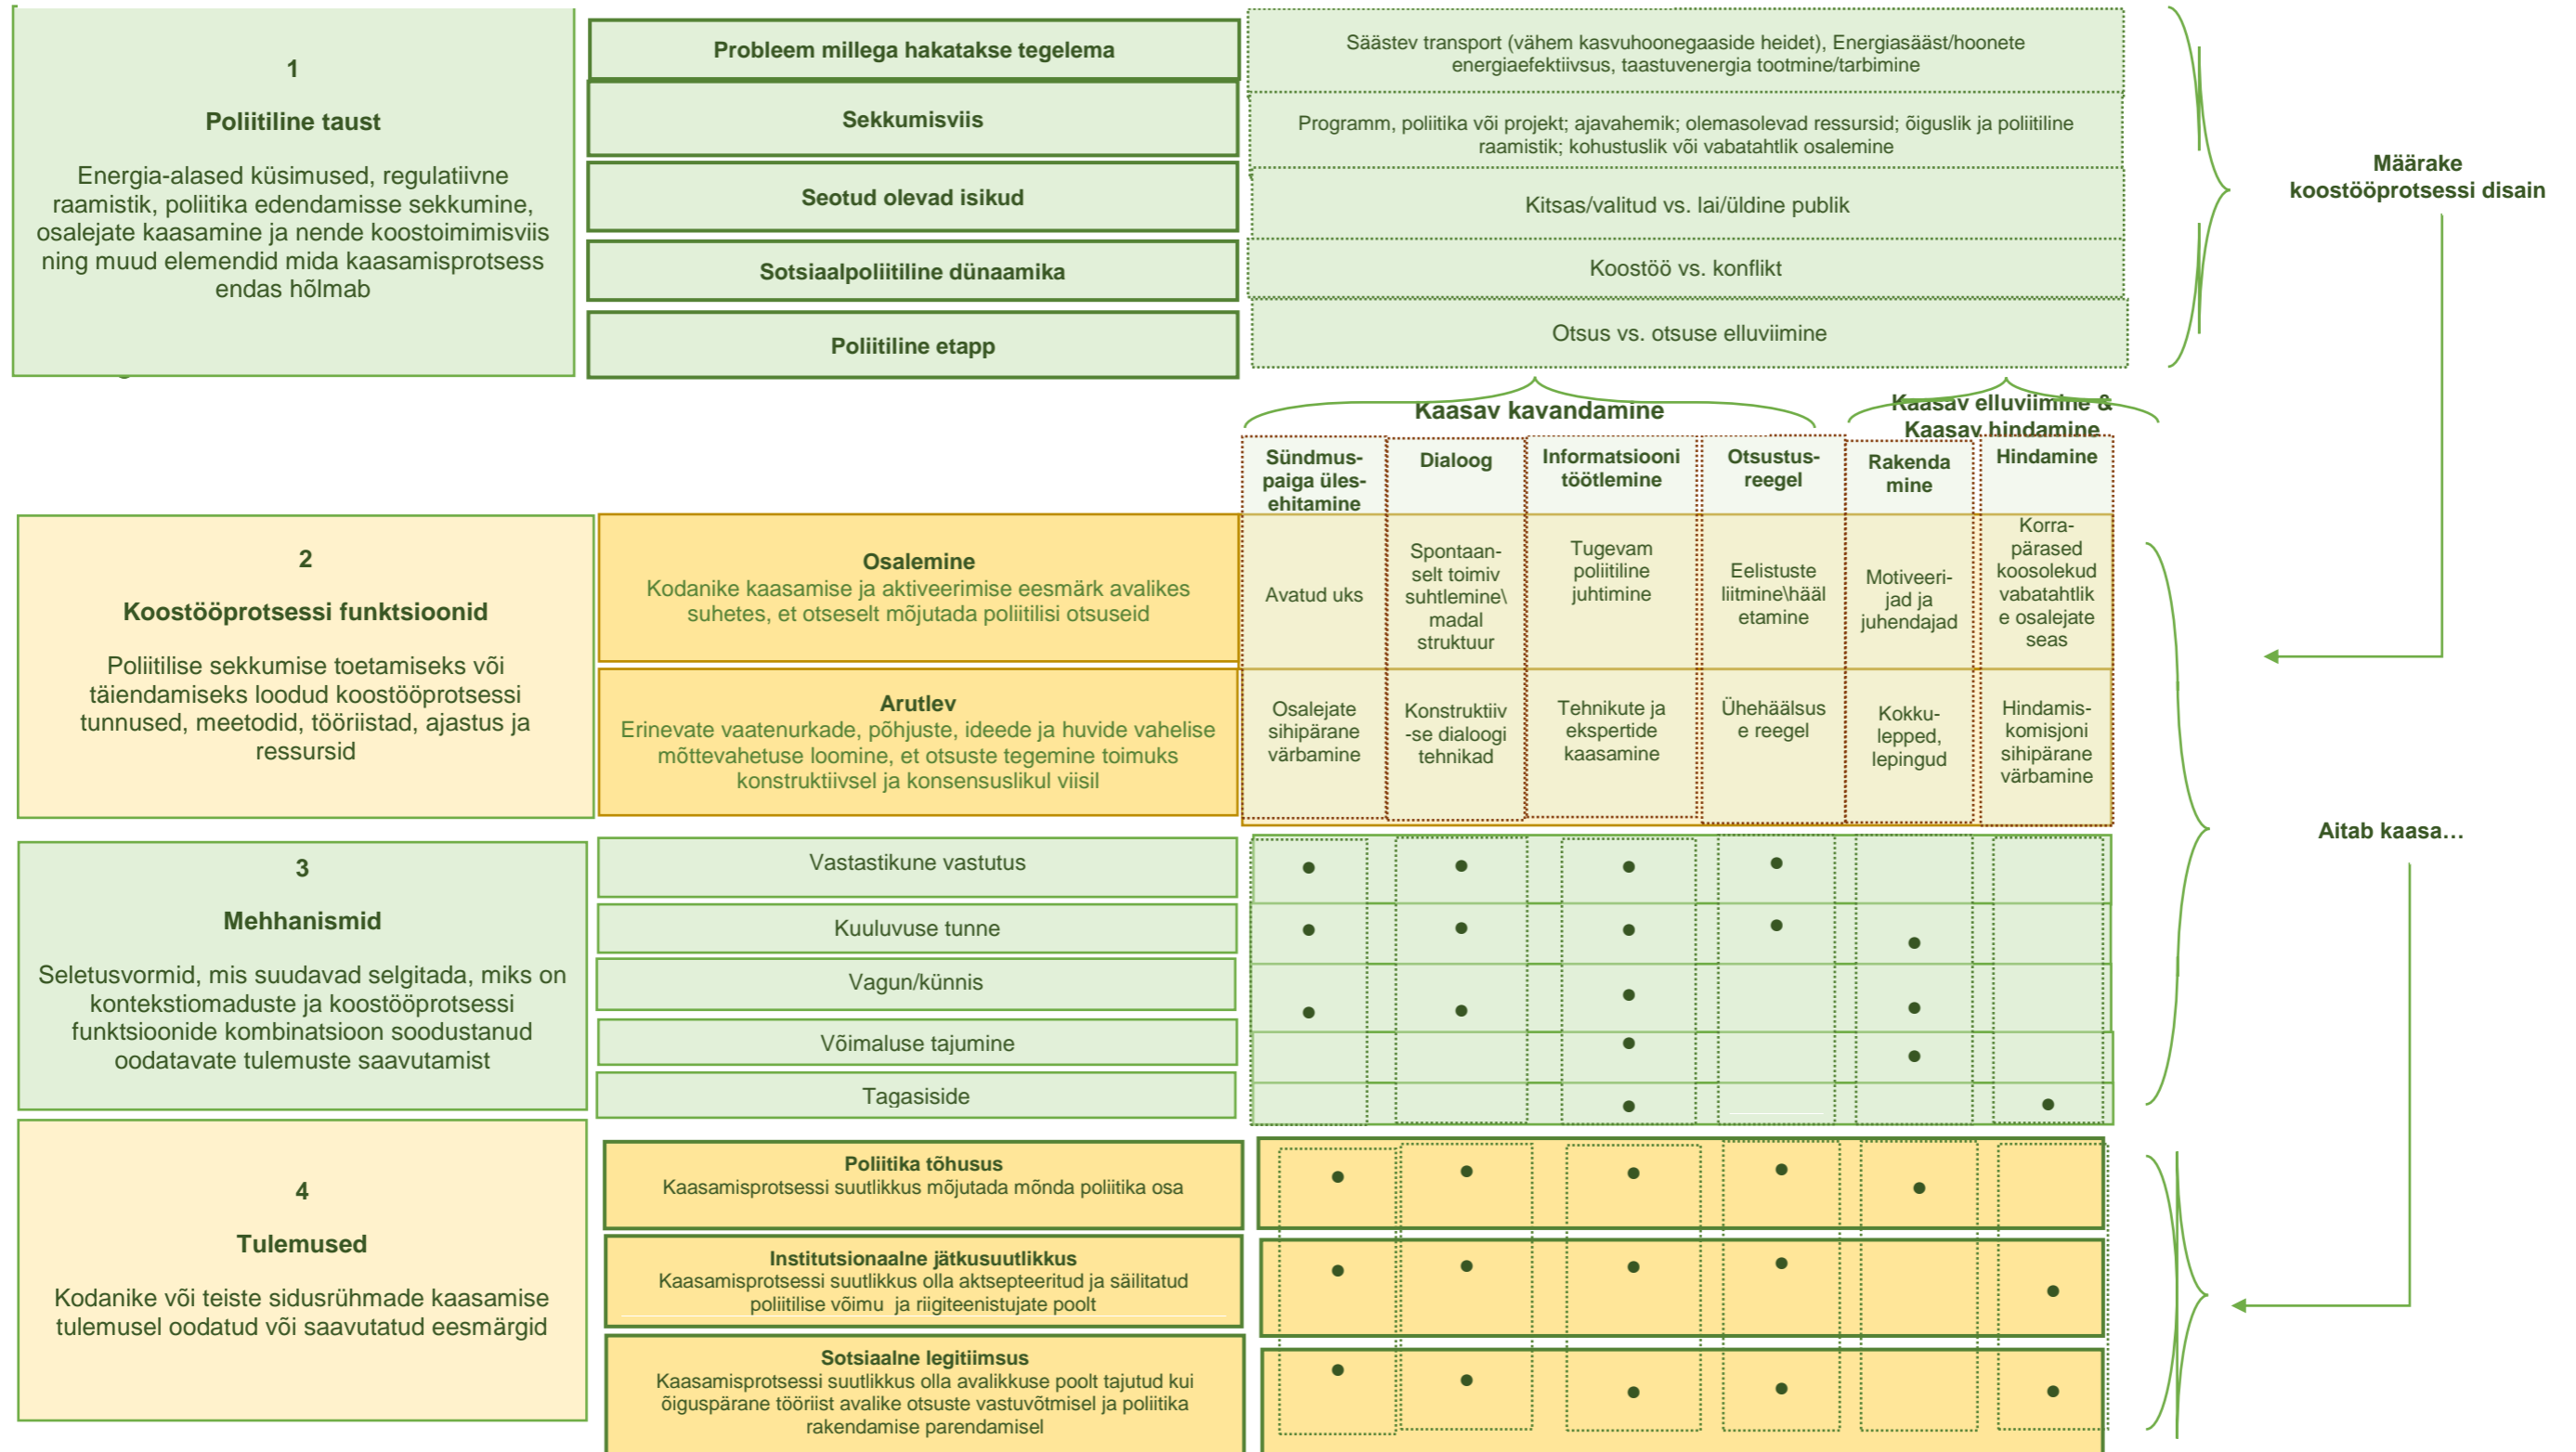 1
Poliitiline taust
Energia-alased küsimused, regulatiivne
raamistik, poliitika edendamisse sekkumine,
osalejate kaasamine ja nende koostoimimisviis
ning muud elemendid mida kaasamisprotsess
endas hõlmab
Probleem millega hakatakse tegelema
Säästev transport (vähem kasvuhoonegaaside heidet), Energiasääst/hoonete
energiaefektiivsus, taastuvenergia tootmine/tarbimine
Sekkumisviis
Programm, poliitika või projekt; ajavahemik; olemasolevad ressursid; õiguslik ja poliitiline
raamistik; kohustuslik või vabatahtlik osalemine
Seotud olevad isikud
Kitsas/valitud vs. lai/üldine publik
Sotsiaalpoliitiline dünaamika
Koostöö vs. konflikt
Poliitiline etapp
Otsus vs. otsuse elluviimine
Määrake
koostööprotsessi disain
Kaasav kavandamine
Kaasav elluviimine &
Kaasav hindamine
Sündmus-
paiga üles-
ehitamine
Dialoog
Informatsiooni
töötlemine
Otsustus-
reegel
Rakenda
mine
Hindamine
2
Koostööprotsessi funktsioonid
Poliitilise sekkumise toetamiseks või
täiendamiseks loodud koostööprotsessi
tunnused, meetodid, tööriistad, ajastus ja
ressursid
Osalemine
Kodanike kaasamise ja aktiveerimise eesmärk avalikes
suhetes, et otseselt mõjutada poliitilisi otsuseid
Avatud uks
Spontaan-
selt toimiv
suhtlemine\
madal
struktuur
Tugevam
poliitiline
juhtimine
Eelistuste
liitmine\hääl
etamine
Motiveeri-
jad ja
juhendajad
Korra-
pärased
koosolekud
vabatahtlik
e osalejate
seas
Arutlev
Erinevate vaatenurkade, põhjuste, ideede ja huvide vahelise
mõttevahetuse loomine, et otsuste tegemine toimuks
konstruktiivsel ja konsensuslikul viisil
Osalejate
sihipärane
värbamine
Konstruktiiv
-se dialoogi
tehnikad
Tehnikute ja
ekspertide
kaasamine
Ühehäälsus
e reegel
Kokku-
lepped,
lepingud
Hindamis-
komisjoni
sihipärane
värbamine
3
Mehhanismid
Seletusvormid, mis suudavad selgitada, miks on
kontekstiomaduste ja koostööprotsessi
funktsioonide kombinatsioon soodustanud
oodatavate tulemuste saavutamist
Vastastikune vastutus
Kuuluvuse tunne
Vagun/künnis
Võimaluse tajumine
Tagasiside
Aitab kaasa…
4
Tulemused
Kodanike või teiste sidusrühmade kaasamise
tulemusel oodatud või saavutatud eesmärgid
Poliitika tõhusus
Kaasamisprotsessi suutlikkus mõjutada mõnda poliitika osa
Institutsionaalne jätkusuutlikkus
Kaasamisprotsessi suutlikkus olla aktsepteeritud ja säilitatud
poliitilise võimu ja riigiteenistujate poolt
Sotsiaalne legitiimsus
Kaasamisprotsessi suutlikkus olla avalikkuse poolt tajutud kui
õiguspärane tööriist avalike otsuste vastuvõtmisel ja poliitika
rakendamise parendamisel